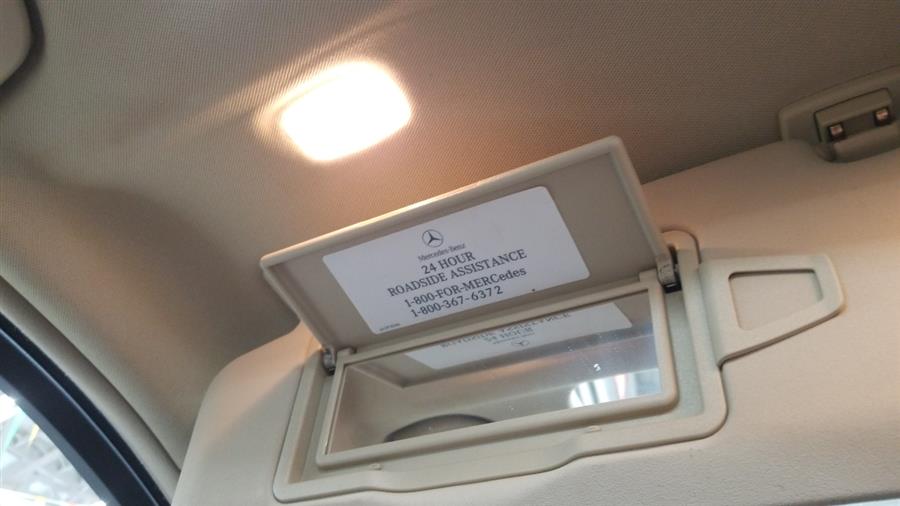 Mercedes-Benz
24 HOUR
ROADSIDE ASSISTANCE
1-800-FOR-MERCedes
1-800-367-6372